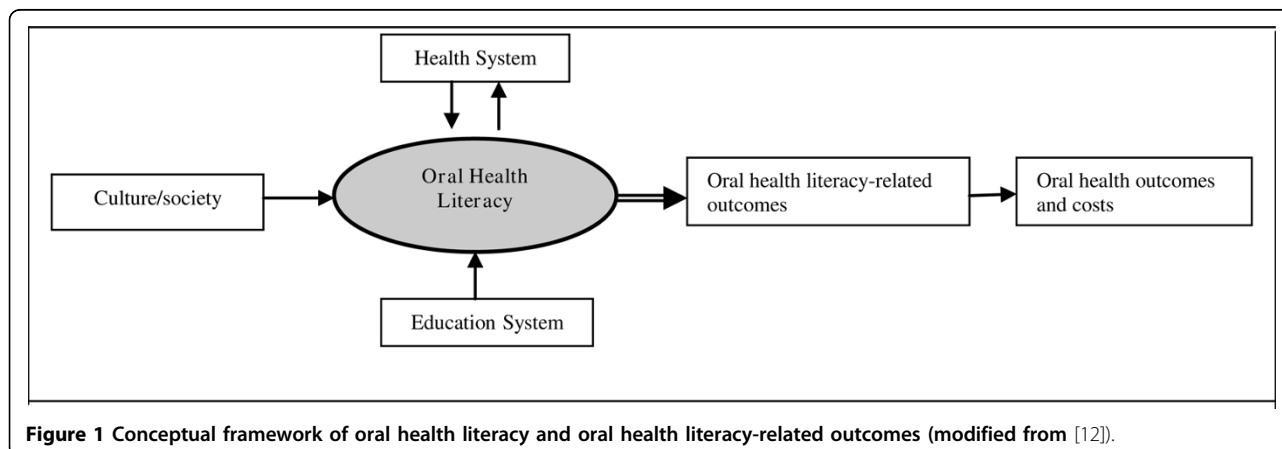 Health System
Culture/society
Oral Health
Literacy
Oral health literacy-related
outcomes
Oral health outcomes
and costs
Education System
Figure 1 Conceptual framework of oral health literacy and oral health literacy-related outcomes (modified from [12]).